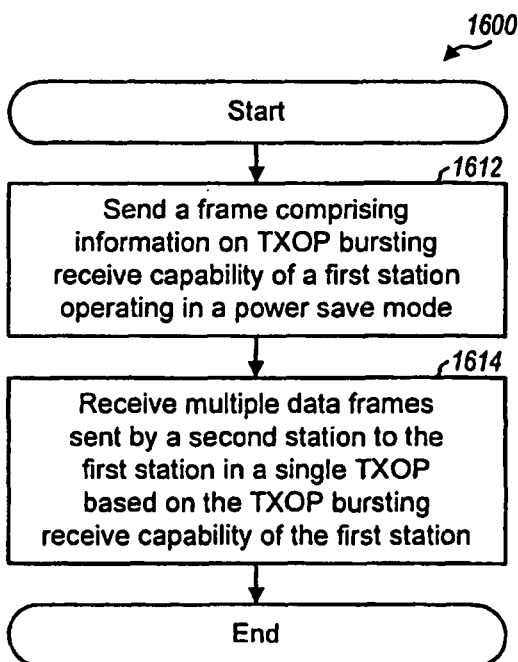 1600
Start
1612
Send a frame comprising
information on TXOP bursting
receive capability of a first station
operating in a power save mode
1614
Receive multiple data frames
sent by a second station to the
first station in a single TXOP
based on the TXOP bursting
receive capability of the first station
End